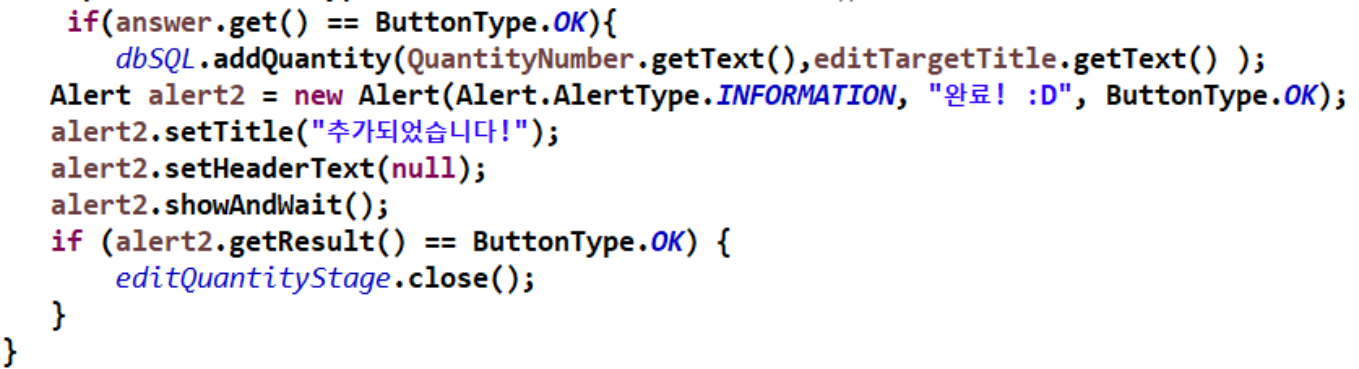 if(answer.get() == ButtonType.OK){
dbSQL.addQuantity(QuantityNumber.getText(),editTargetTitle.getText() );
Alert alert2 = new Alert(Alert.AlertType.INFORMATION, "완료! :D", ButtonType.OK);
alert2.setTitle("추가되었습니다!");
alert2.setHeaderText(null);
alert2.showAndWait();
if (alert2.getResult() == ButtonType.OK) {
editQuantityStage.close();
}
}